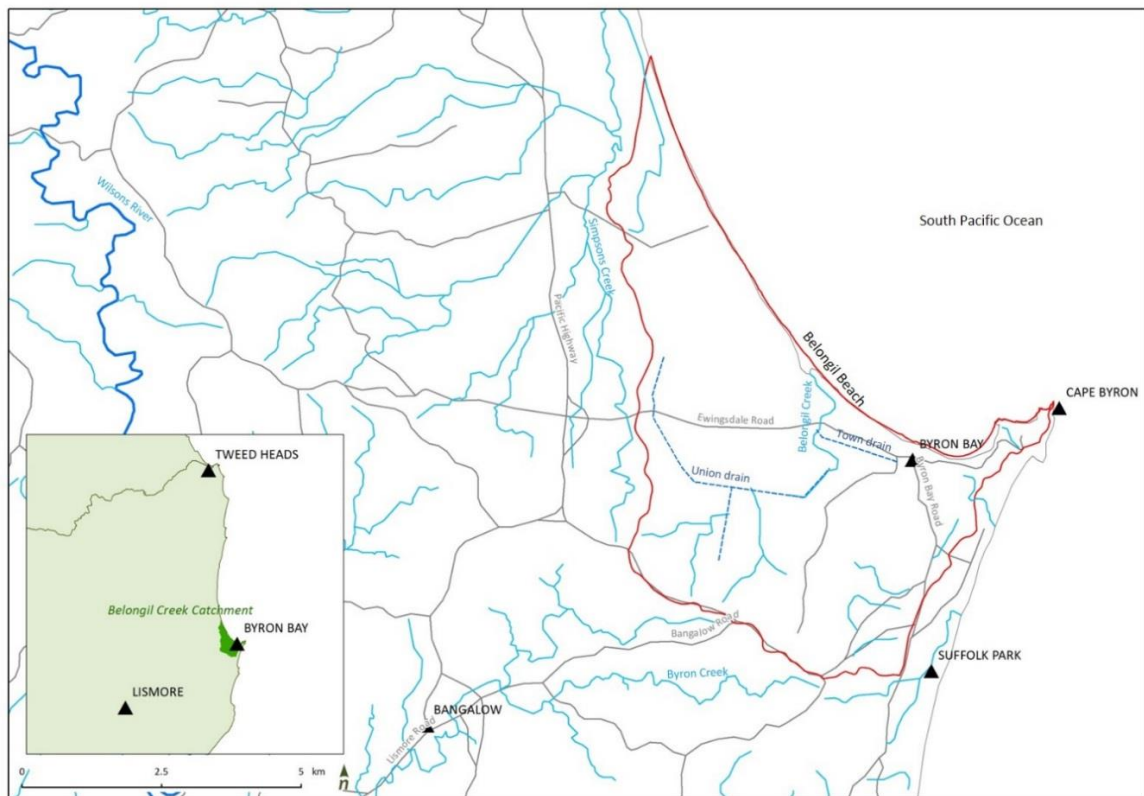 Wilsons River
Simpsons Creek
South Pacific Ocean
Pacific Highway
Belongil Beach
Belongil Creek
CAPE BYRON
Ewingsdale Road
Town drain
BYRON BAY
Union drain
Byron Bay Road
TWEED HEADS
Belongil Creek Catchment
BYRON BAY
LISMORE
Bangalow Road
SUFFOLK PARK
Byron Creek
BANGALOW
Lismore Road
0 2.5 5 km
n